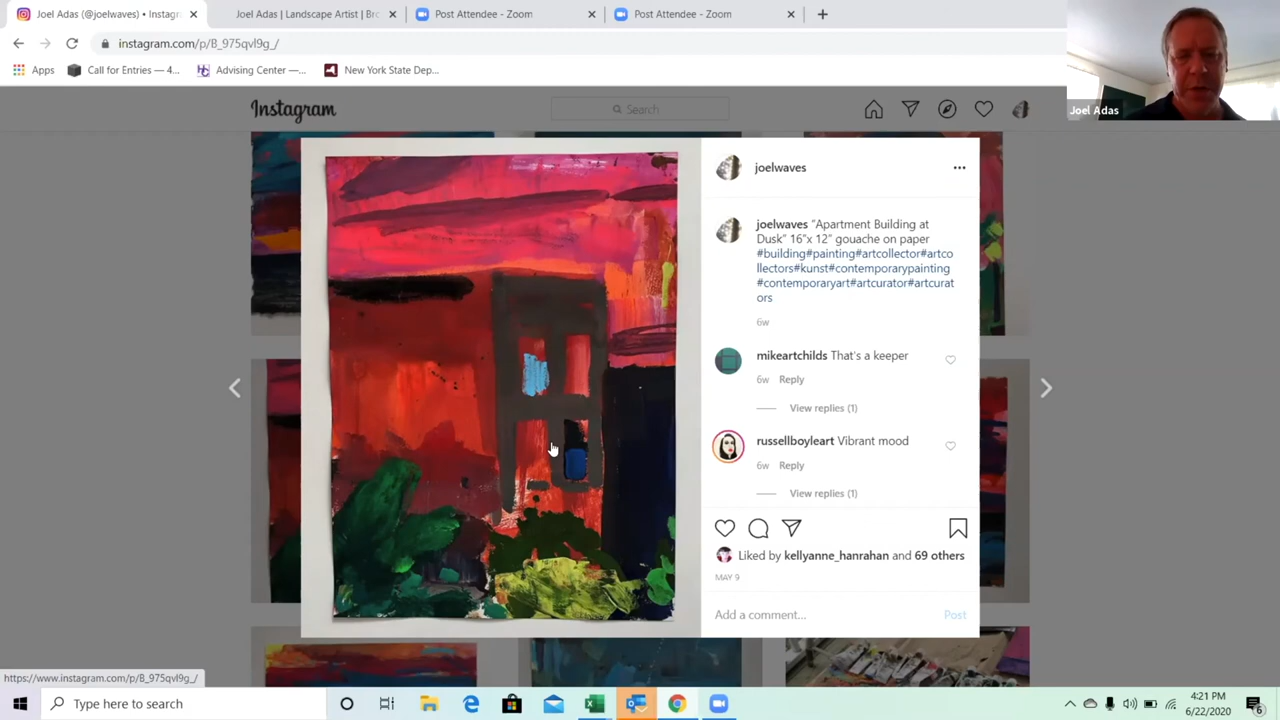 Joel Adas (@joelwaves) • Instagr
Joel Adas | Landscape Artist | Bro
Post Attendee - Zoom
Post Attendee - Zoom
instagram.com/p/B_975qvl9g_/
Apps
Call for Entries — 4...
Advising Center —...
New York State Dep...
Joel Adas
Instagram
Search
joelwaves
joelwaves "Apartment Building at
Dusk" 16"x 12" gouache on paper
#building#painting#artcollector#artco
llectors#kunst#contemporarypainting
#contemporaryart#artcurator#artcurat
ors
6w
mikeartchilds That's a keeper
6w Reply
View replies (1)
russellboyleart Vibrant mood
6w Reply
View replies (1)
Liked by kellyanne_hanrahan and 69 others
MAY 9
Add a comment...
Post
https://www.instagram.com/p/B_975qvl9g_/
Type here to search
4:21 PM
6/22/2020
6